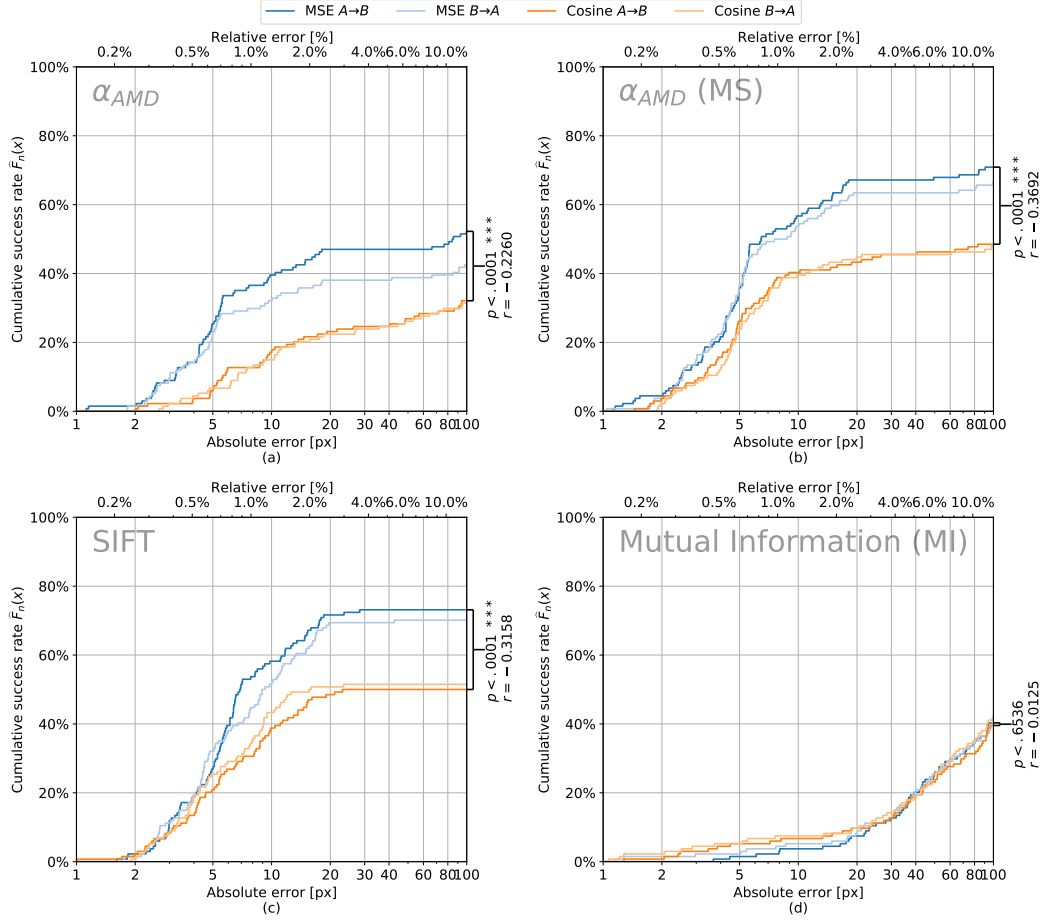 MSE A→B MSE B→A Cosine A→B Cosine B→A
Relative error [%]
0.2% 0.5% 1.0% 2.0% 4.0% 6.0% 10.0%
α_AMD
100%
80%
60%
40%
20%
0%
Cumulative success rate F̂_n(x)
1 2 5 10 20 30 40 60 80 100
Absolute error [px]
(a)
p < .0001 ***
r = −0.2260
Relative error [%]
0.2% 0.5% 1.0% 2.0% 4.0% 6.0% 10.0%
α_AMD (MS)
100%
80%
60%
40%
20%
0%
Cumulative success rate F̂_n(x)
1 2 5 10 20 30 40 60 80 100
Absolute error [px]
(b)
p < .0001 ***
r = −0.3692
Relative error [%]
0.2% 0.5% 1.0% 2.0% 4.0% 6.0% 10.0%
SIFT
100%
80%
60%
40%
20%
0%
Cumulative success rate F̂_n(x)
1 2 5 10 20 30 40 60 80 100
Absolute error [px]
(c)
p < .0001 ***
r = −0.3158
Relative error [%]
0.2% 0.5% 1.0% 2.0% 4.0% 6.0% 10.0%
Mutual Information (MI)
100%
80%
60%
40%
20%
0%
Cumulative success rate F̂_n(x)
1 2 5 10 20 30 40 60 80 100
Absolute error [px]
(d)
p < .6536
r = −0.0125